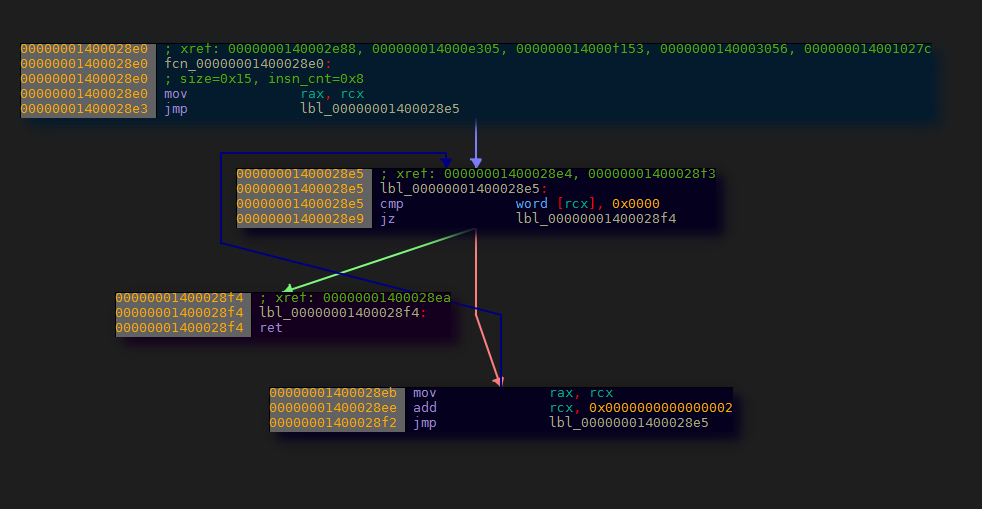 00000001400028e0 ; xref: 0000000140002e88, 000000014000e305, 000000014000f153, 0000000140003056, 000000014001027c
00000001400028e0 fcn_00000001400028e0:
00000001400028e0 ; size=0x15, insn_cnt=0x8
00000001400028e0 mov rax, rcx
00000001400028e3 jmp lbl_00000001400028e5
00000001400028e5 ; xref: 00000001400028e4, 00000001400028f3
00000001400028e5 lbl_00000001400028e5:
00000001400028e5 cmp word [rcx], 0x0000
00000001400028e9 jz lbl_00000001400028f4
00000001400028f4 ; xref: 00000001400028ea
00000001400028f4 lbl_00000001400028f4:
00000001400028f4 ret
00000001400028eb mov rax, rcx
00000001400028ee add rcx, 0x0000000000000002
00000001400028f2 jmp lbl_00000001400028e5